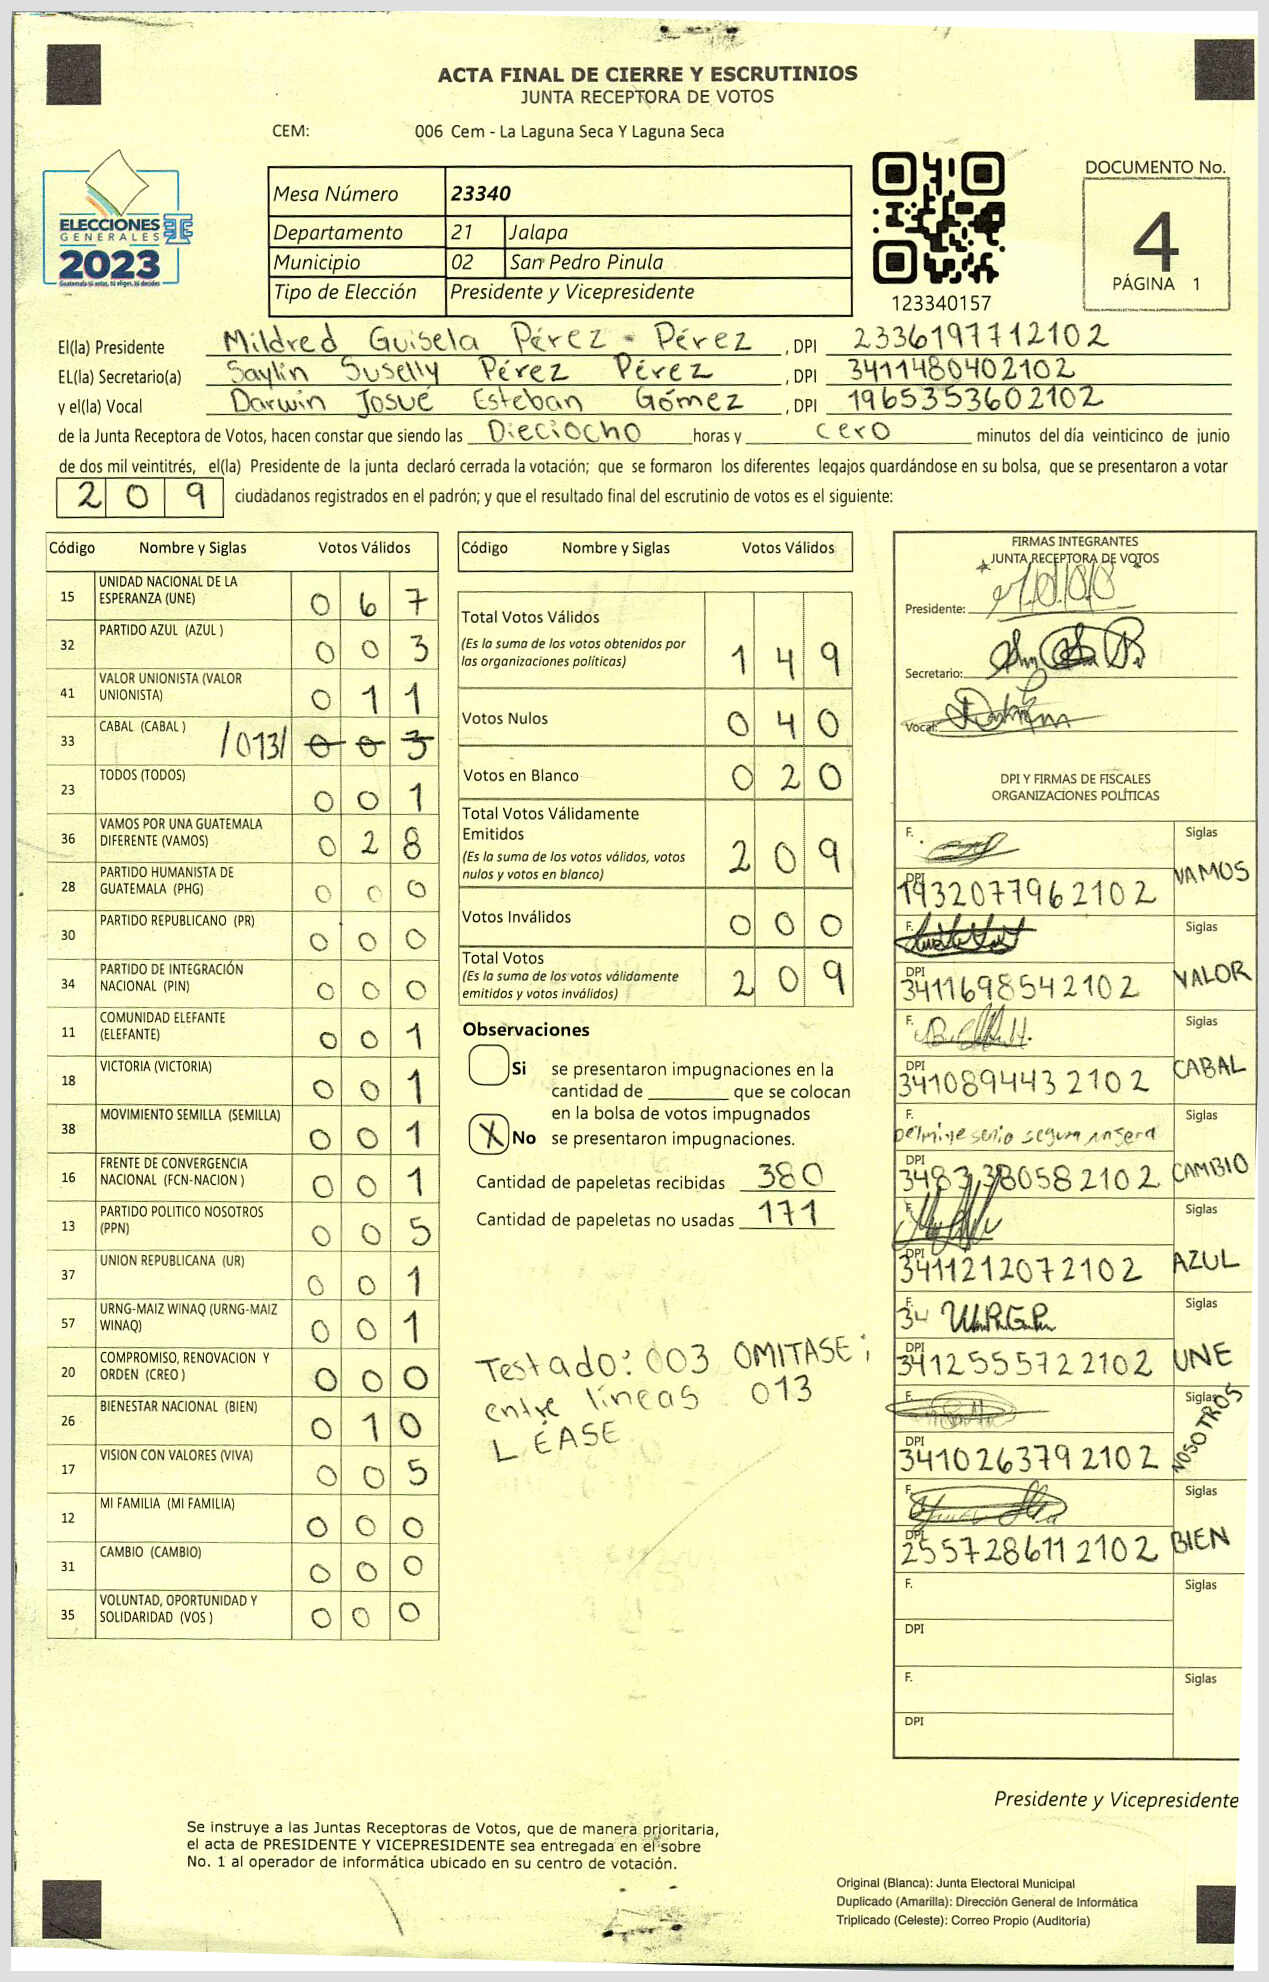 ACTA FINAL DE CIERRE Y ESCRUTINIOS
JUNTA RECEPTORA DE VOTOS
CEM: 006 Cem - La Laguna Seca Y Laguna Seca
ELECCIONES
GENERALES
2023
Guatemala tú votas, tú eliges, tú decides
Mesa Número 23340
Departamento 21 Jalapa
Municipio 02 San Pedro Pinula
Tipo de Elección Presidente y Vicepresidente
123340157
DOCUMENTO No.
4
PÁGINA 1
El(la) Presidente Mildred Guisela Pérez - Pérez , DPI 2336197712102
EL(la) Secretario(a) Saylin Suselly Pérez Pérez , DPI 3411480402102
y el(la) Vocal Darwin Josué Esteban Gómez , DPI 1965353602102
de la Junta Receptora de Votos, hacen constar que siendo las Dieciocho horas y cero minutos del día veinticinco de junio
de dos mil veintitrés, el(la) Presidente de la junta declaró cerrada la votación; que se formaron los diferentes legajos guardándose en su bolsa, que se presentaron a votar
209 ciudadanos registrados en el padrón; y que el resultado final del escrutinio de votos es el siguiente:
Código Nombre y Siglas Votos Válidos
15 UNIDAD NACIONAL DE LA
ESPERANZA (UNE) 0 6 7
32 PARTIDO AZUL (AZUL ) 0 0 3
41 VALOR UNIONISTA (VALOR
UNIONISTA) 0 1 1
33 CABAL (CABAL ) /013/ 0 0 3
23 TODOS (TODOS) 0 0 1
36 VAMOS POR UNA GUATEMALA
DIFERENTE (VAMOS) 0 2 8
28 PARTIDO HUMANISTA DE
GUATEMALA (PHG) 0 0 0
30 PARTIDO REPUBLICANO (PR) 0 0 0
34 PARTIDO DE INTEGRACIÓN
NACIONAL (PIN) 0 0 0
11 COMUNIDAD ELEFANTE
(ELEFANTE) 0 0 1
18 VICTORIA (VICTORIA) 0 0 1
38 MOVIMIENTO SEMILLA (SEMILLA) 0 0 1
16 FRENTE DE CONVERGENCIA
NACIONAL (FCN-NACION ) 0 0 1
13 PARTIDO POLITICO NOSOTROS
(PPN) 0 0 5
37 UNION REPUBLICANA (UR) 0 0 1
57 URNG-MAIZ WINAQ (URNG-MAIZ
WINAQ) 0 0 1
20 COMPROMISO, RENOVACION Y
ORDEN (CREO ) 0 0 0
26 BIENESTAR NACIONAL (BIEN) 0 1 0
17 VISION CON VALORES (VIVA) 0 0 5
12 MI FAMILIA (MI FAMILIA) 0 0 0
31 CAMBIO (CAMBIO) 0 0 0
35 VOLUNTAD, OPORTUNIDAD Y
SOLIDARIDAD (VOS ) 0 0 0
Código Nombre y Siglas Votos Válidos
Total Votos Válidos
(Es la suma de los votos obtenidos por
las organizaciones políticas) 1 4 9
Votos Nulos 0 4 0
Votos en Blanco 0 2 0
Total Votos Válidamente
Emitidos
(Es la suma de los votos válidos, votos
nulos y votos en blanco) 2 0 9
Votos Inválidos 0 0 0
Total Votos
(Es la suma de los votos válidamente
emitidos y votos inválidos) 2 0 9
Observaciones
Si se presentaron impugnaciones en la
cantidad de ________ que se colocan
en la bolsa de votos impugnados
X No se presentaron impugnaciones.
Cantidad de papeletas recibidas 380
Cantidad de papeletas no usadas 171
Testado: 003 OMITASE;
entre líneas 013
LÉASE
FIRMAS INTEGRANTES
JUNTA RECEPTORA DE VOTOS
Presidente:
Secretario:
Vocal:
DPI Y FIRMAS DE FISCALES
ORGANIZACIONES POLÍTICAS
F. Siglas
DPI 1932077962102 VAMOS
F. Siglas
DPI 3411698542102 VALOR
F. Siglas
DPI 3410894432102 CABAL
F. Siglas
DPI 3483380582102 CAMBIO
F. Siglas
DPI 3411212072102 AZUL
F. Siglas
DPI 3412555722102 UNE
F. Siglas
DPI 3410263792102 NOSOTROS
F. Siglas
DPI 2557286112102 BIEN
F. Siglas
DPI
F. Siglas
DPI
Presidente y Vicepresidente
Se instruye a las Juntas Receptoras de Votos, que de manera prioritaria,
el acta de PRESIDENTE Y VICEPRESIDENTE sea entregada en el sobre
No. 1 al operador de informática ubicado en su centro de votación.
Original (Blanca): Junta Electoral Municipal
Duplicado (Amarilla): Dirección General de Informática
Triplicado (Celeste): Correo Propio (Auditoria)